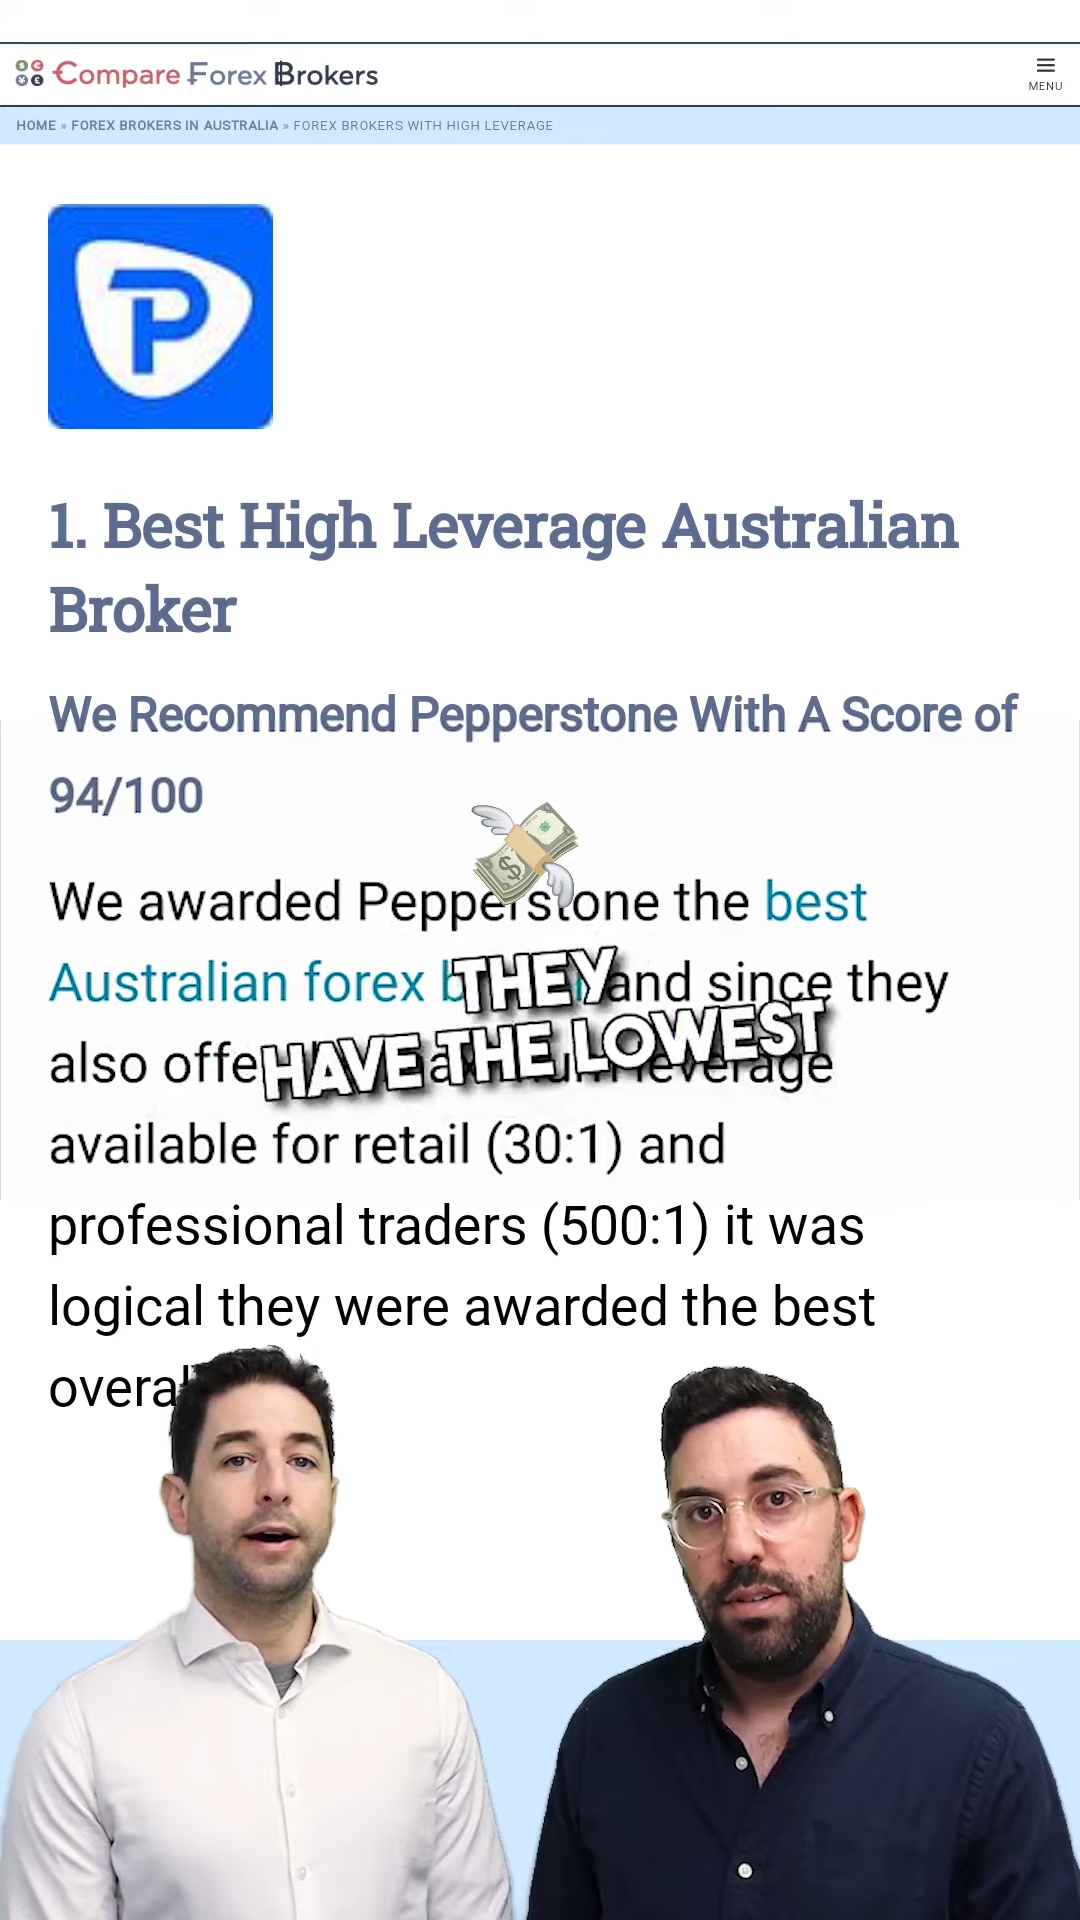 Compare Forex Brokers
MENU
HOME » FOREX BROKERS IN AUSTRALIA » FOREX BROKERS WITH HIGH LEVERAGE
P
1. Best High Leverage Australian
Broker
We Recommend Pepperstone With A Score of
94/100
We awarded Pepperstone the best
Australian forex and since they
THEY
also leverage
HAVE THE LOWEST
available for retail (30:1) and
professional traders (500:1) it was
logical they were awarded the best